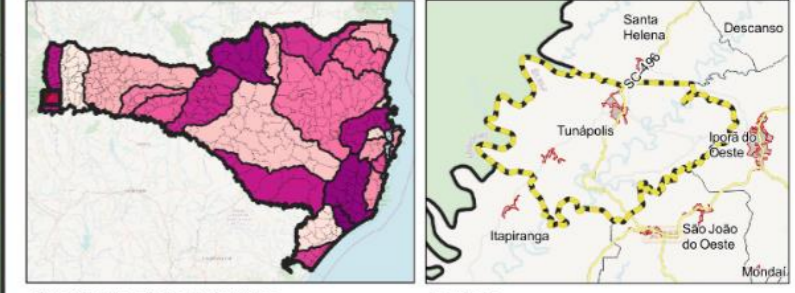 Santa
Helena
Descanso
SC-496
Tunápolis
Iporã do
Oeste
Itapiranga
São João
do Oeste
Mondaí